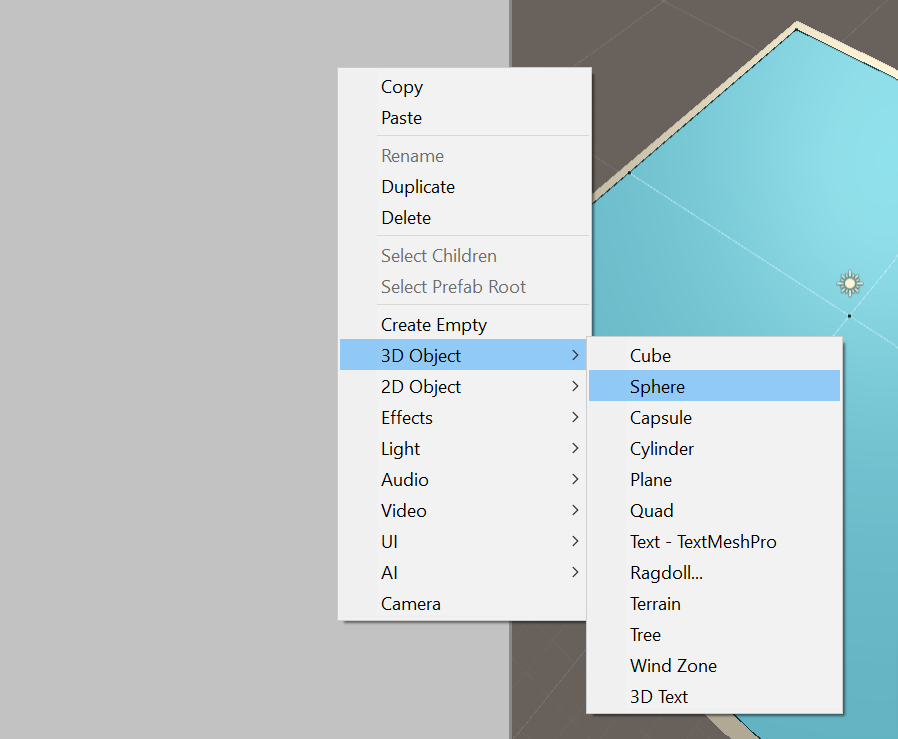 Copy
Paste
Rename
Duplicate
Delete
Select Children
Select Prefab Root
Create Empty
3D Object
2D Object
Effects
Light
Audio
Video
UI
AI
Camera
Cube
Sphere
Capsule
Cylinder
Plane
Quad
Text - TextMeshPro
Ragdoll...
Terrain
Tree
Wind Zone
3D Text